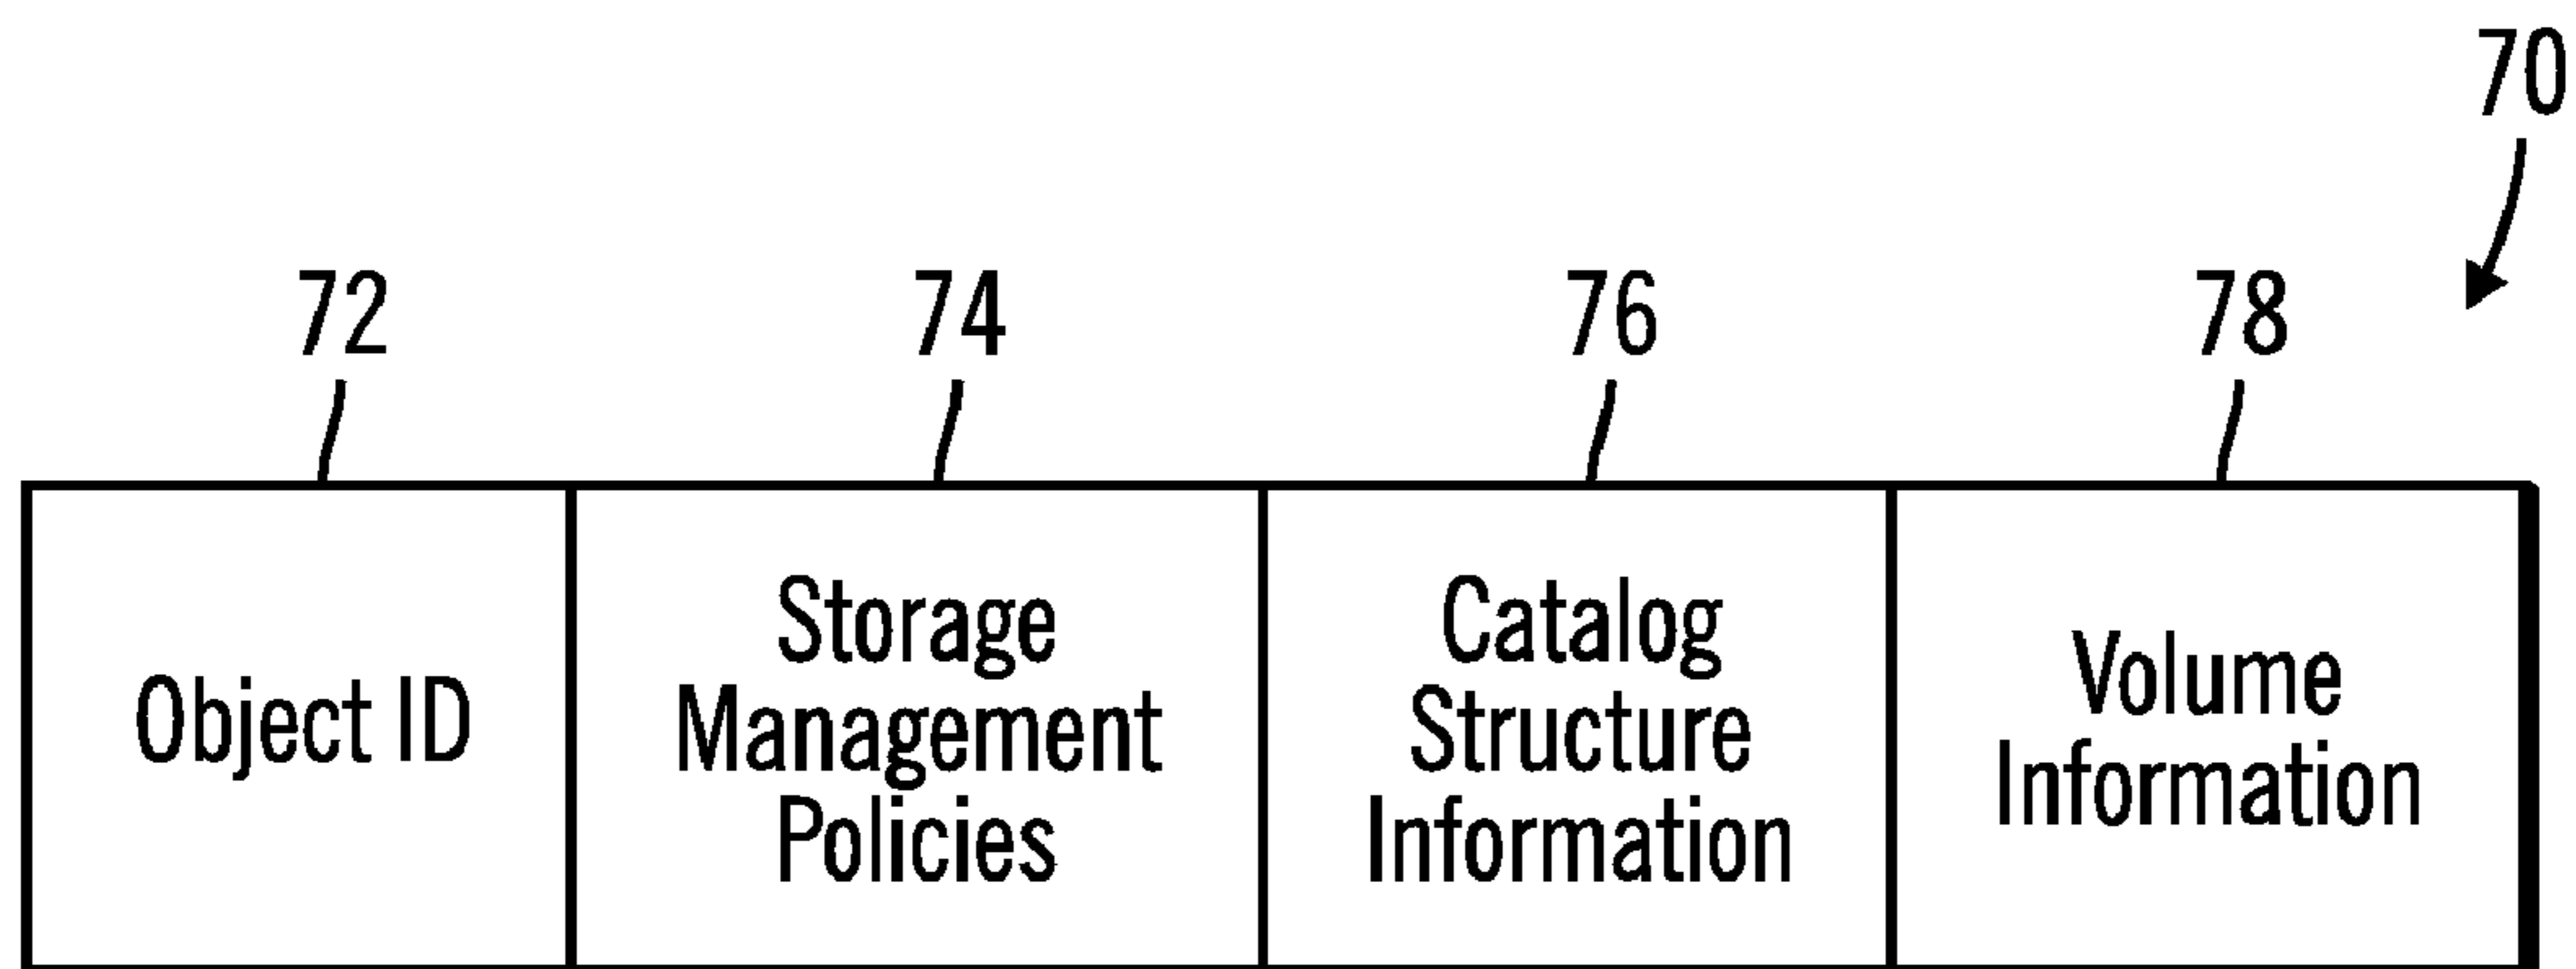 70
72
74
76
78
Object ID
Storage
Management
Policies
Catalog
Structure
Information
Volume
Information